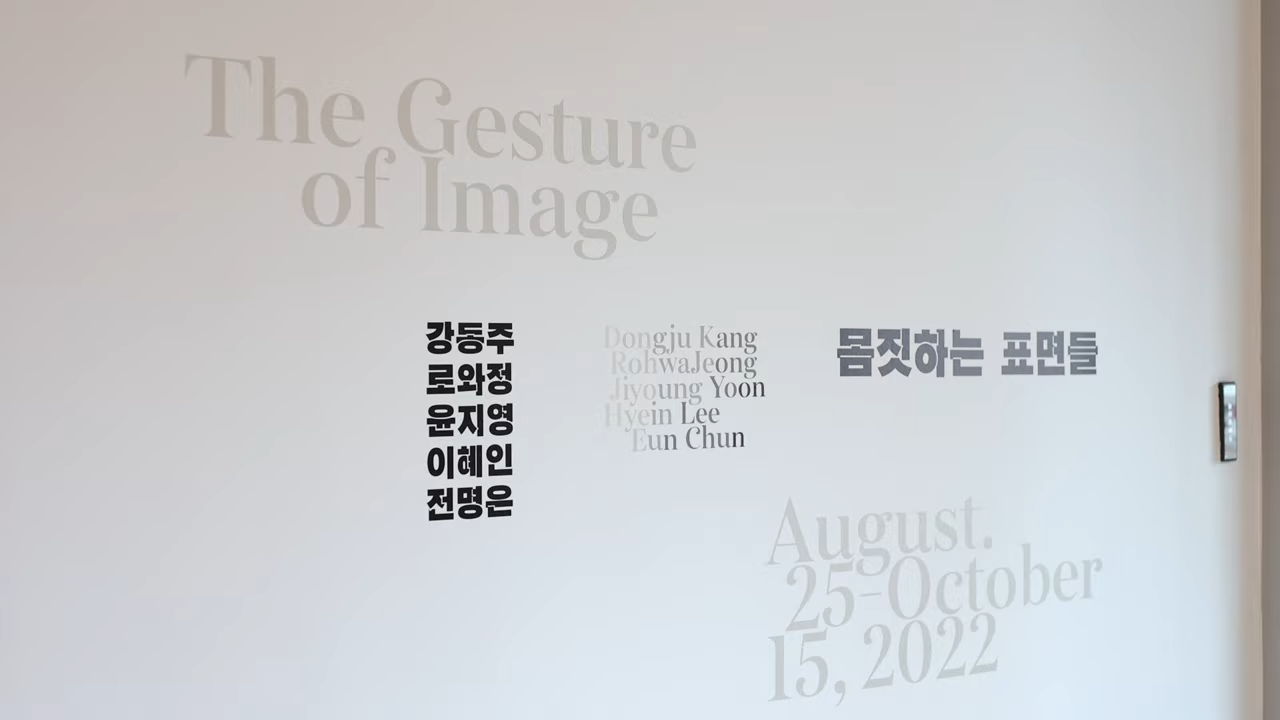 The Gesture
of Image
강동주
로와정
윤지영
이혜인
전명은
Dongju Kang
RohwaJeong
Jiyoung Yoon
Hyein Lee
Eun Chun
몸짓하는 표면들
August.
25-October
15, 2022